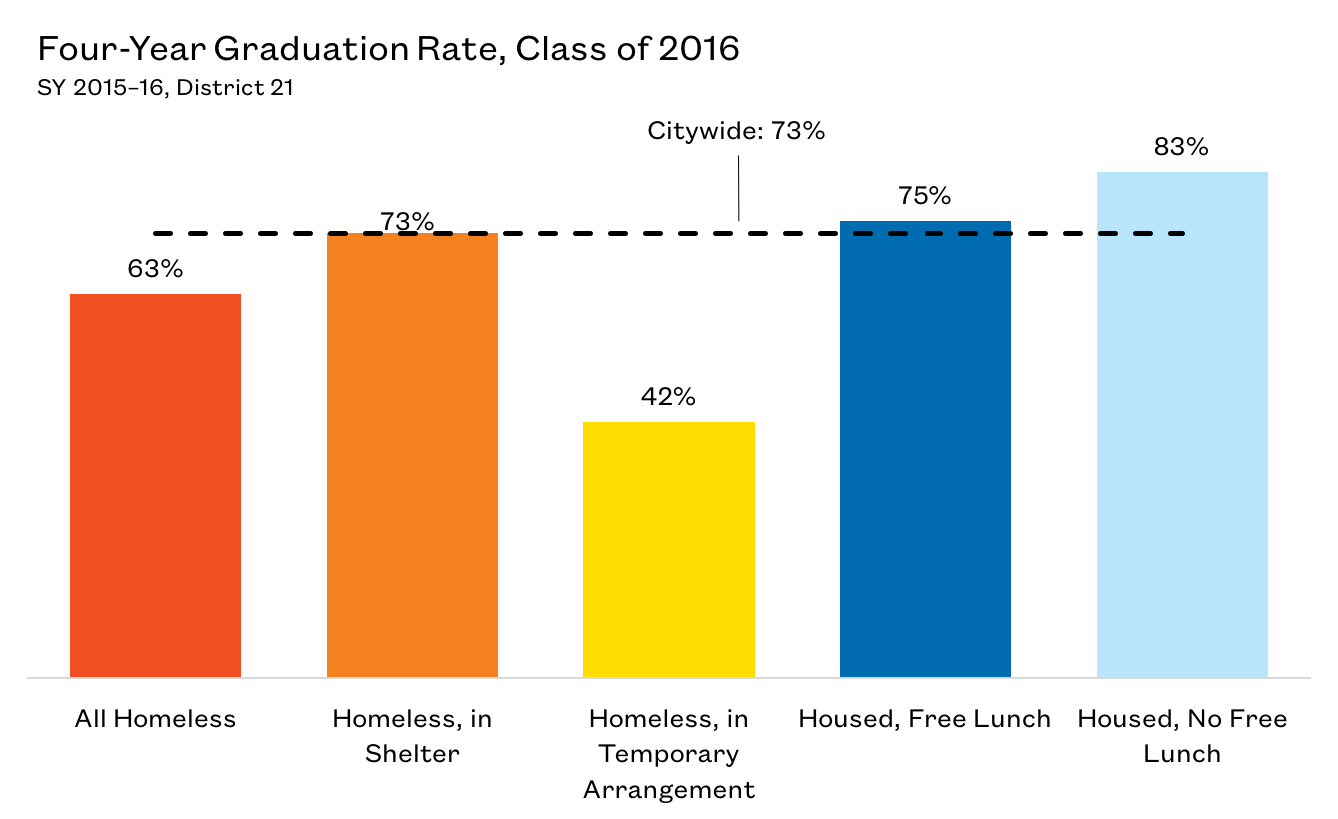 Four-Year Graduation Rate, Class of 2016
SY 2015–16, District 21
Citywide: 73%
63%
73%
42%
75%
83%
All Homeless
Homeless, in
Shelter
Homeless, in
Temporary
Arrangement
Housed, Free Lunch
Housed, No Free
Lunch